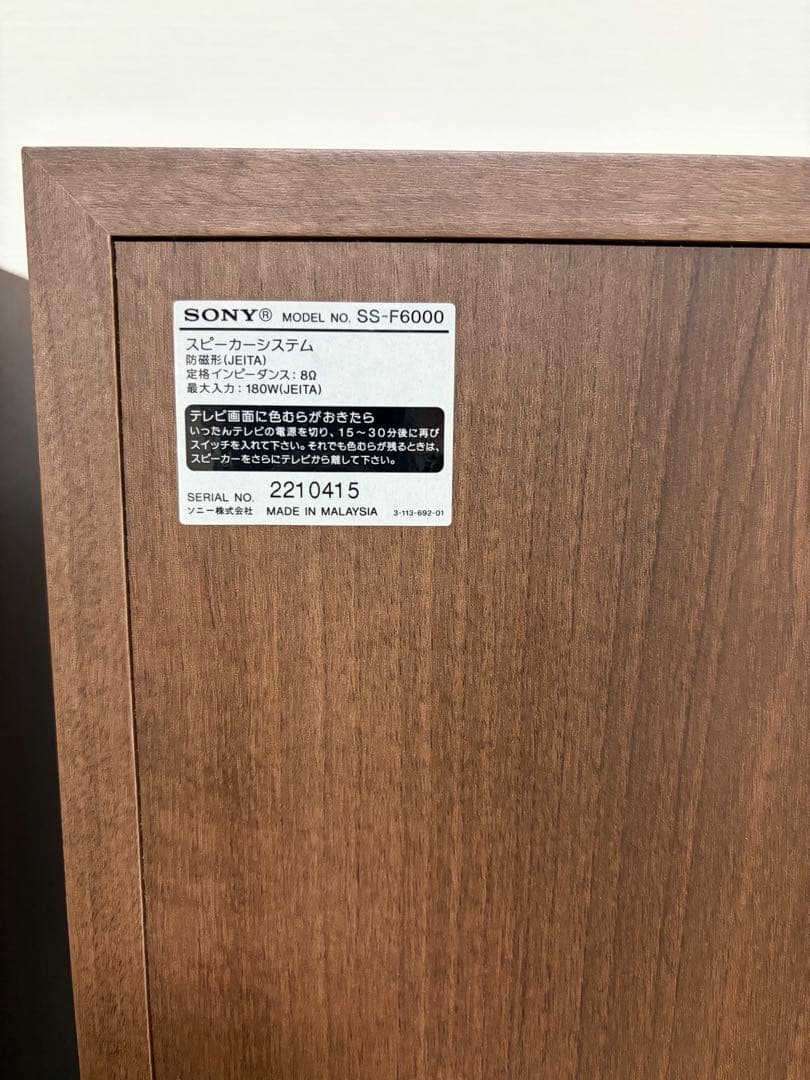 SONY® MODEL NO. SS-F6000
スピーカーシステム
防磁形(JEITA)
定格インピーダンス：8Ω
最大入力：180W(JEITA)
テレビ画面に色むらがおきたら
いったんテレビの電源を切り、15～30分後に再び
スイッチを入れて下さい。それでも色むらが残るときは、
スピーカーをさらにテレビから離して下さい。
SERIAL NO. 2210415
ソニー株式会社 MADE IN MALAYSIA 3-113-692-01